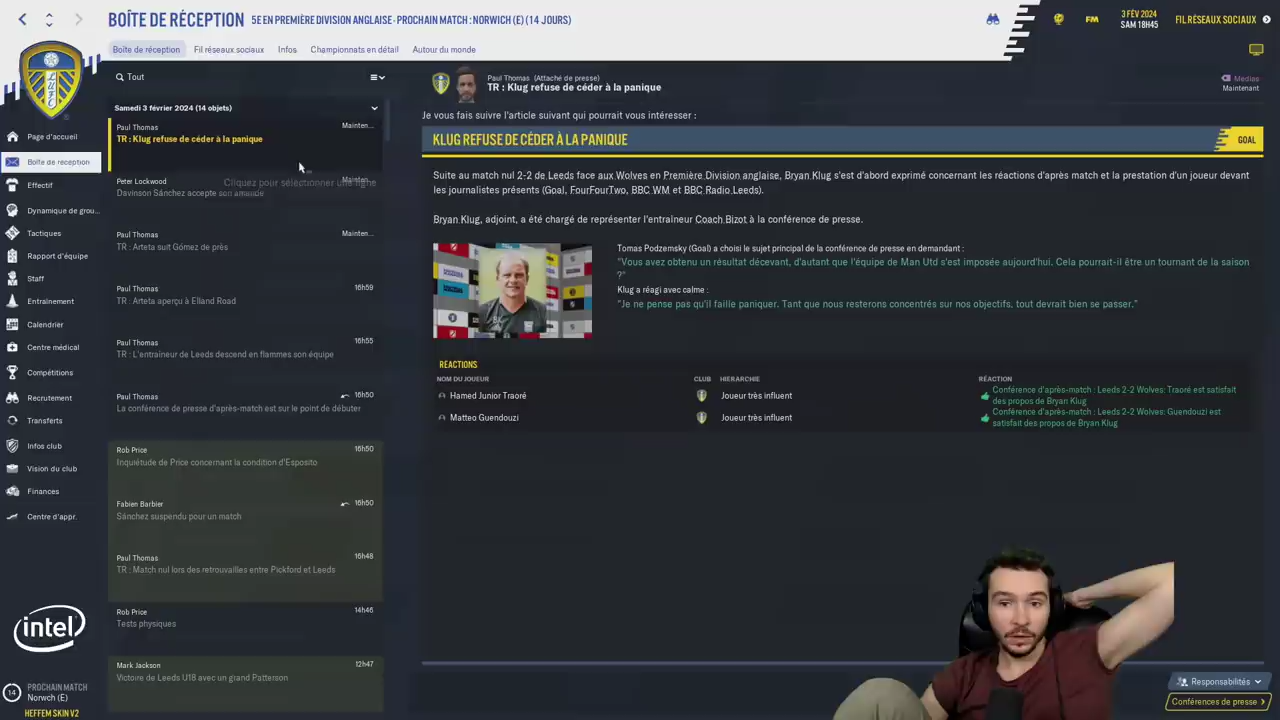 BOÎTE DE RÉCEPTION
5E EN PREMIÈRE DIVISION ANGLAISE - PROCHAIN MATCH : NORWICH (E) (14 JOURS)
FM
3 FÉV 2024
SAM 18H45
FIL RÉSEAUX SOCIAUX
Boîte de réception
Fil réseaux sociaux
Infos
Championnats en détail
Autour du monde
Page d'accueil
Boîte de réception
Effectif
Dynamique de grou...
Tactiques
Rapport d'équipe
Staff
Entraînement
Calendrier
Centre médical
Compétitions
Recrutement
Transferts
Infos club
Vision du club
Finances
Centre d'appr.
intel
14
PROCHAIN MATCH
Norwch (E)
HEFFEM SKIN V2
Tout
Samedi 3 février 2024 (14 objets)
Paul Thomas
Mainten...
TR : Klug refuse de céder à la panique
Cliquez pour sélectionner une ligne
Peter Lockwood
Mainten...
Davinson Sánchez accepte son amende
Paul Thomas
Mainten...
TR : Arteta suit Gómez de près
Paul Thomas
16h59
TR : Arteta aperçu à Elland Road
Paul Thomas
16h55
TR : L'entraîneur de Leeds descend en flammes son équipe
Paul Thomas
16h50
La conférence de presse d'après-match est sur le point de débuter
Rob Price
16h50
Inquiétude de Price concernant la condition d'Esposito
Fabien Barbier
16h50
Sánchez suspendu pour un match
Paul Thomas
16h48
TR : Match nul lors des retrouvailles entre Pickford et Leeds
Rob Price
14h46
Tests physiques
Mark Jackson
12h47
Victoire de Leeds U18 avec un grand Patterson
Paul Thomas (Attaché de presse)
TR : Klug refuse de céder à la panique
Medias
Maintenant
Je vous fais suivre l'article suivant qui pourrait vous intéresser :
KLUG REFUSE DE CÉDER À LA PANIQUE
GOAL
Suite au match nul 2-2 de Leeds face aux Wolves en Première Division anglaise, Bryan Klug s'est d'abord exprimé concernant les réactions d'après match et la prestation d'un joueur devant
les journalistes présents (Goal, FourFourTwo, BBC WM et BBC Radio Leeds).
Bryan Klug, adjoint, a été chargé de représenter l'entraîneur Coach Bizot à la conférence de presse.
Tomas Podzemsky (Goal) a choisi le sujet principal de la conférence de presse en demandant :
"Vous avez obtenu un résultat décevant, d'autant que l'équipe de Man Utd s'est imposée aujourd'hui. Cela pourrait-il être un tournant de la saison
?"
Klug a réagi avec calme :
"Je ne pense pas qu'il faille paniquer. Tant que nous resterons concentrés sur nos objectifs, tout devrait bien se passer."
RÉACTIONS
NOM DU JOUEUR
CLUB
HIERARCHIE
RÉACTION
Hamed Junior Traoré
Joueur très influent
Conférence d'après-match : Leeds 2-2 Wolves: Traoré est satisfait
des propos de Bryan Klug
Matteo Guendouzi
Joueur très influent
Conférence d'après-match : Leeds 2-2 Wolves: Guendouzi est
satisfait des propos de Bryan Klug
Responsabilités
Conférences de presse